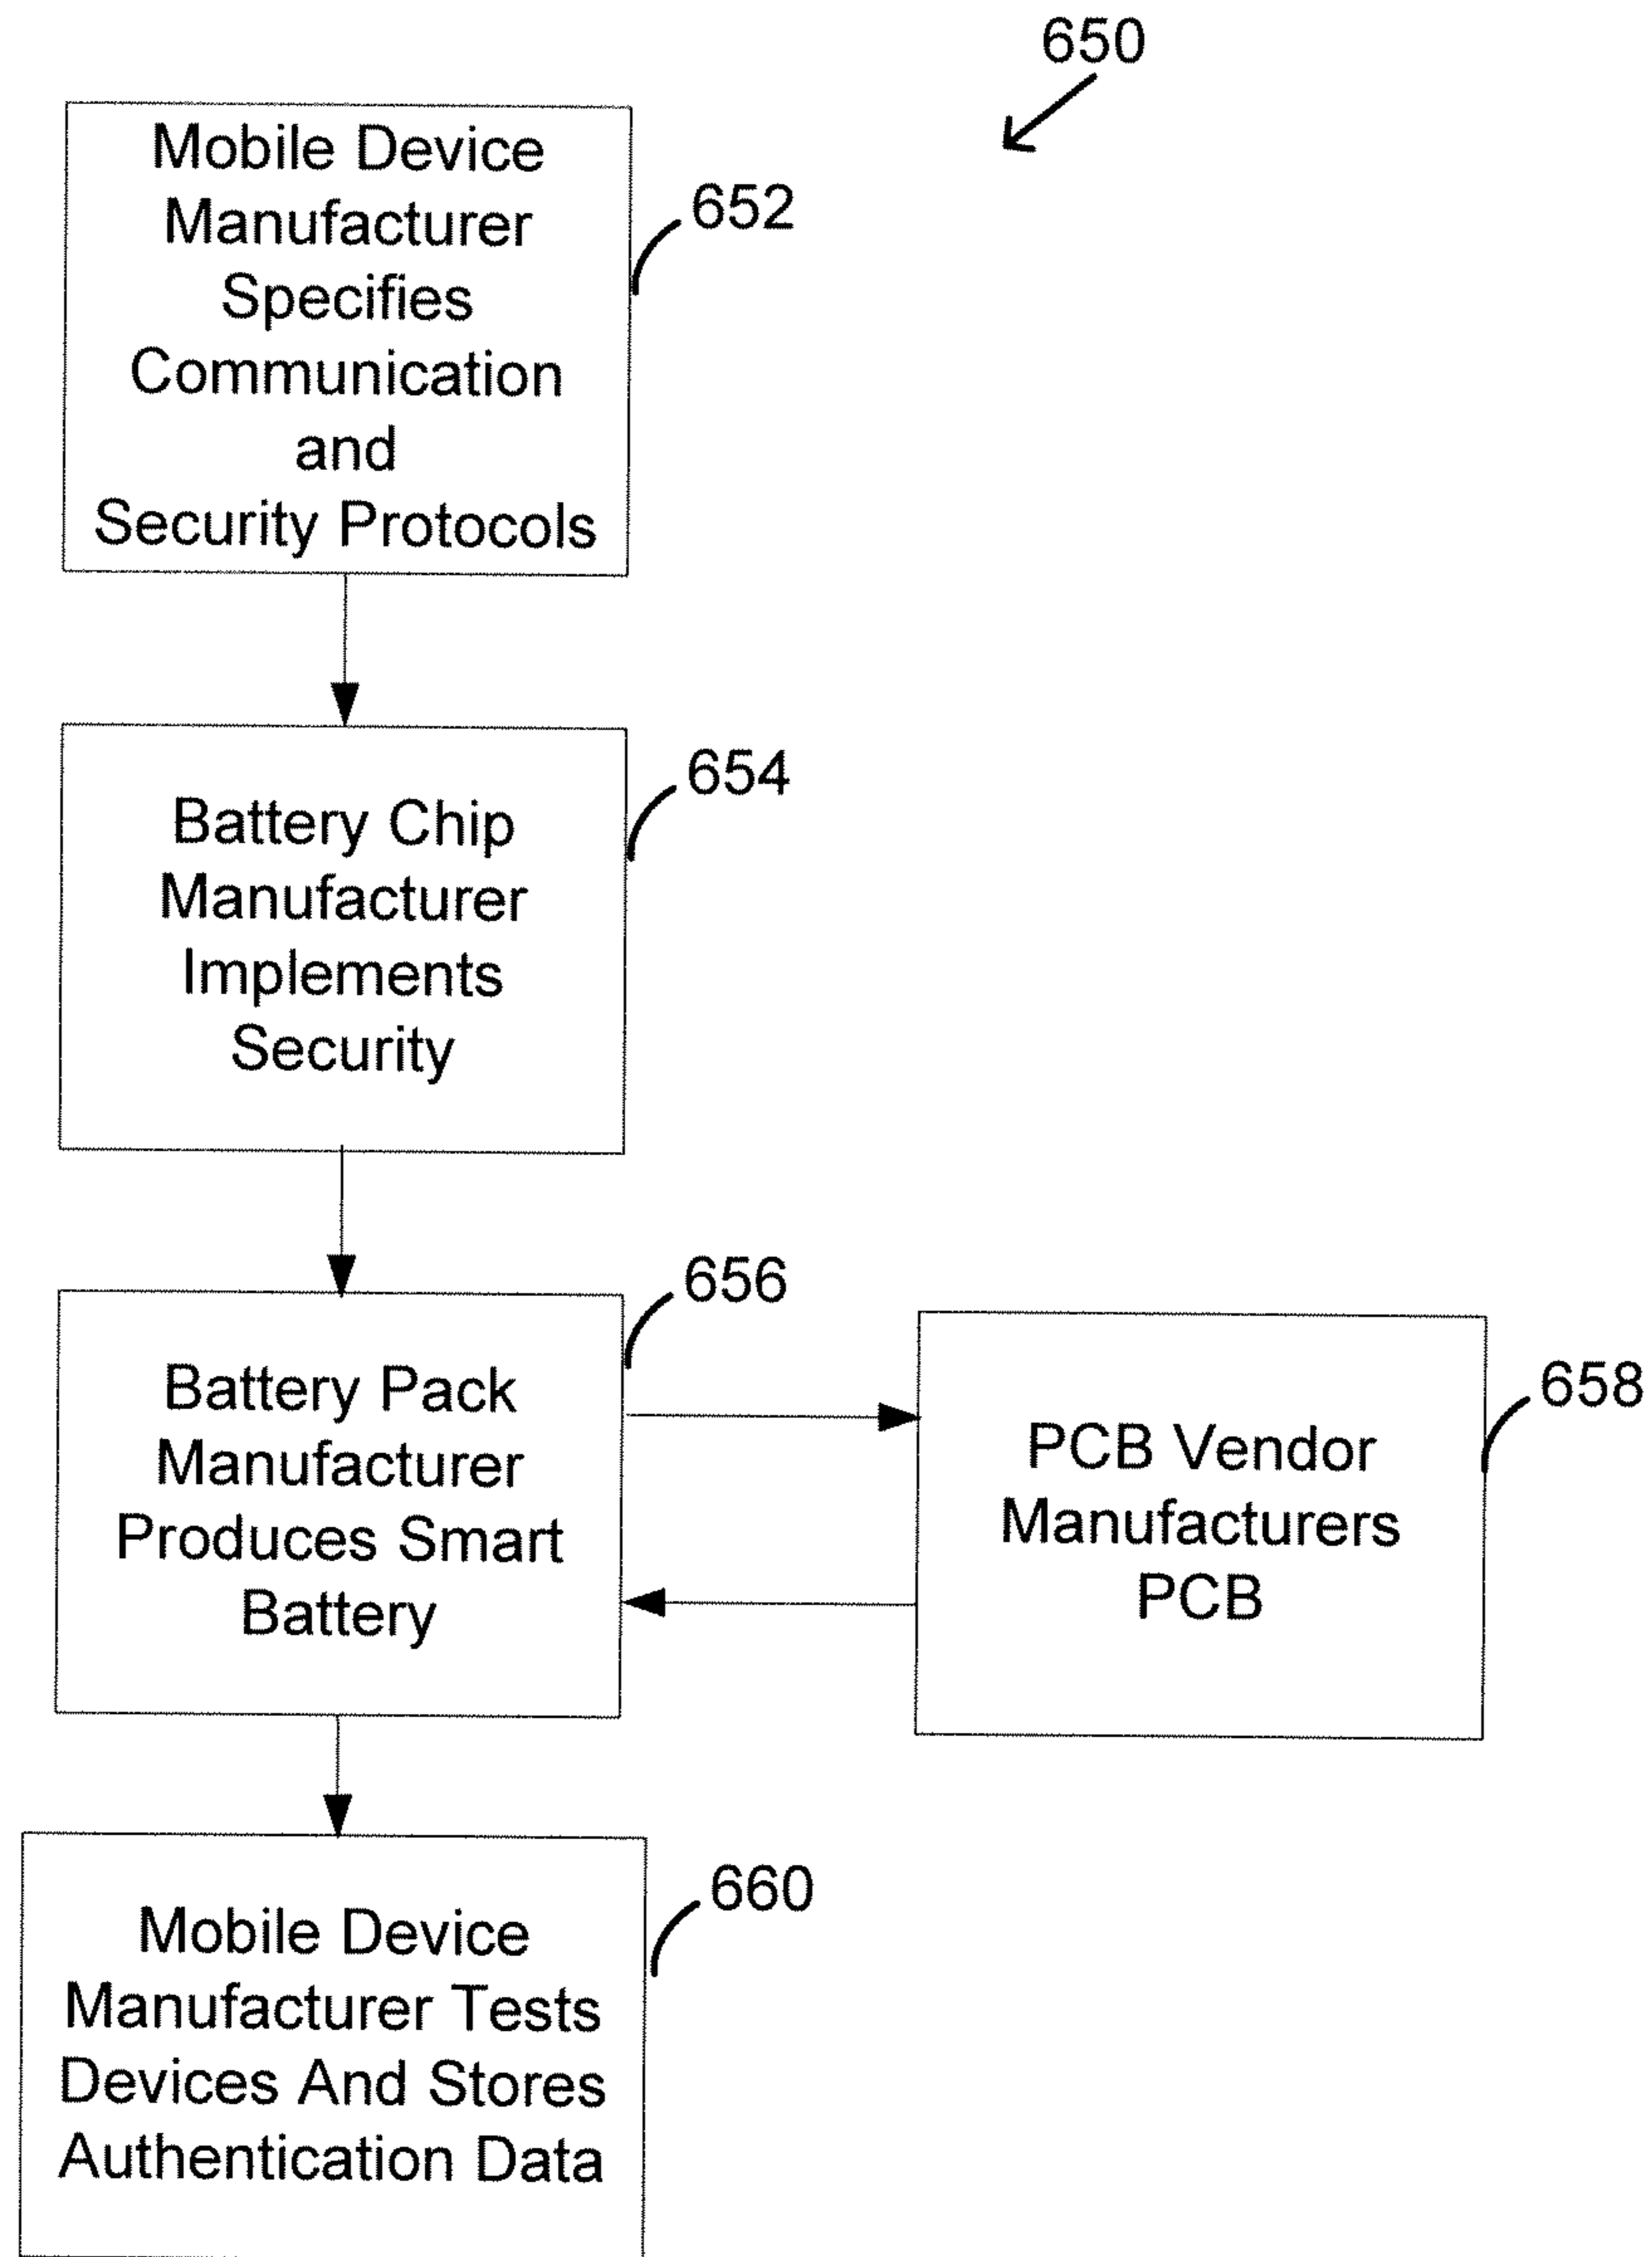 650
Mobile Device
Manufacturer
Specifies
Communication
and
Security Protocols
652
Battery Chip
Manufacturer
Implements
Security
654
Battery Pack
Manufacturer
Produces Smart
Battery
656
PCB Vendor
Manufacturers
PCB
658
Mobile Device
Manufacturer Tests
Devices And Stores
Authentication Data
660